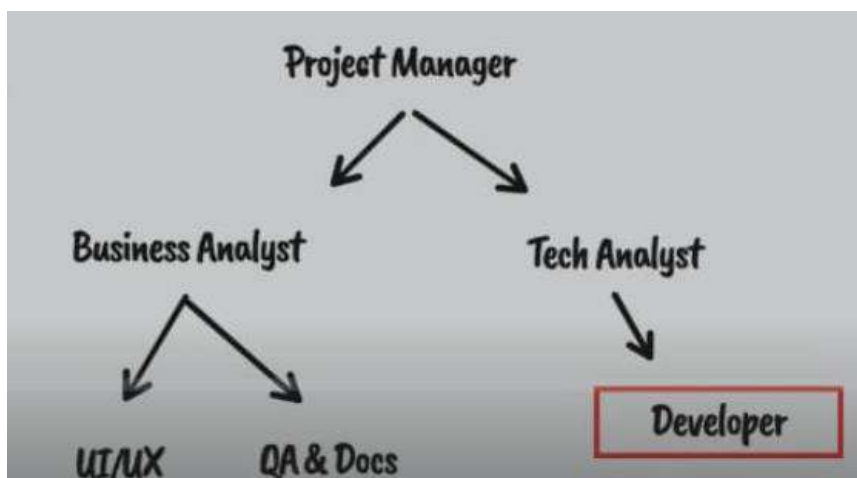 Project Manager
Business Analyst
Tech Analyst
Developer
UI/UX
QA & Docs